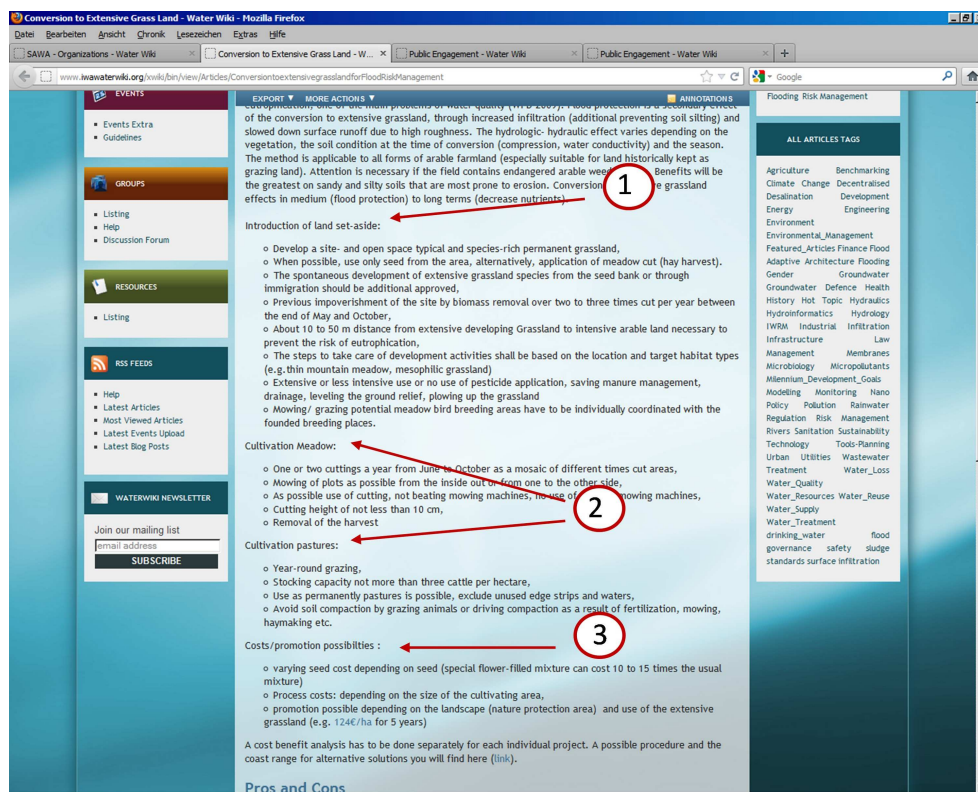 Conversion to Extensive Grass Land - Water Wiki - Mozilla Firefox
Datei Bearbeiten Ansicht Chronik Lesezeichen Extras Hilfe
SAWA - Organizations - Water Wiki
Conversion to Extensive Grass Land - W...
Public Engagement - Water Wiki
Public Engagement - Water Wiki
www.iwawaterwiki.org/xwiki/bin/view/Articles/ConversiontoextensivegrasslandforFloodRiskManagement
Google
EVENTS
Events Extra
Guidelines
GROUPS
Listing
Help
Discussion Forum
RESOURCES
Listing
RSS FEEDS
Help
Latest Articles
Most Viewed Articles
Latest Events Upload
Latest Blog Posts
WATERWIKI NEWSLETTER
Join our mailing list
email address
SUBSCRIBE
EXPORT MORE ACTIONS ANNOTATIONS
of the conversion to extensive grassland, through increased infiltration (additional preventing soil silting) and
slowed down surface runoff due to high roughness. The hydrologic- hydraulic effect varies depending on the
vegetation, the soil condition at the time of conversion (compression, water conductivity) and the season.
The method is applicable to all forms of arable farmland (especially suitable for land historically kept as
grazing land). Attention is necessary if the field contains endangered arable Benefits will be
the greatest on sandy and silty soils that are most prone to erosion. grassland
effects in medium (flood protection) to long terms (decrease nutrients)
1
Introduction of land set-aside:
Develop a site- and open space typical and species-rich permanent grassland,
When possible, use only seed from the area, alternatively, application of meadow cut (hay harvest).
The spontaneous development of extensive grassland species from the seed bank or through
immigration should be additional approved,
Previous impoverishment of the site by biomass removal over two to three times cut per year between
the end of May and October,
About 10 to 50 m distance from extensive developing Grassland to intensive arable land necessary to
prevent the risk of eutrophication,
The steps to take care of development activities shall be based on the location and target habitat types
(e.g.thin mountain meadow, mesophilic grassland)
Extensive or less intensive use or no use of pesticide application, saving manure management,
drainage, leveling the ground relief, plowing up the grassland
Mowing/ grazing potential meadow bird breeding areas have to be individually coordinated with the
founded breeding places.
Cultivation Meadow:
One or two cuttings a year from June to October as a mosaic of different times cut areas,
Mowing of plots as possible from the inside out or from one to the other side,
As possible use of cutting, not beating mowing machines, no use of mowing machines,
Cutting height of not less than 10 cm,
Removal of the harvest
2
Cultivation pastures:
Year-round grazing,
Stocking capacity not more than three cattle per hectare,
Use as permanently pastures is possible, exclude unused edge strips and waters,
Avoid soil compaction by grazing animals or driving compaction as a result of fertilization, mowing,
haymaking etc.
3
Costs/promotion possiblities :
varying seed cost depending on seed (special flower-filled mixture can cost 10 to 15 times the usual
mixture)
Process costs: depending on the size of the cultivating area,
promotion possible depending on the landscape (nature protection area) and use of the extensive
grassland (e.g. 124€/ha for 5 years)
A cost benefit analysis has to be done separately for each individual project. A possible procedure and the
coast range for alternative solutions you will find here (link).
Pros and Cons
Flooding Risk Management
ALL ARTICLES TAGS
Agriculture Benchmarking
Climate Change Decentralised
Desalination Development
Energy Engineering
Environment
Environmental_Management
Featured_Articles Finance Flood
Adaptive Architecture Flooding
Gender Groundwater
Groundwater Defence Health
History Hot Topic Hydraulics
Hydroinformatics Hydrology
IWRM Industrial Infiltration
Infrastructure Law
Management Membranes
Microbiology Micropollutants
Millennium_Development_Goals
Modelling Monitoring Nano
Policy Pollution Rainwater
Regulation Risk Management
Rivers Sanitation Sustainability
Technology Tools-Planning
Urban Utilities Wastewater
Treatment Water_Loss
Water_Quality
Water_Resources Water_Reuse
Water_Supply
Water_Treatment
drinking_water flood
governance safety sludge
standards surface infiltration